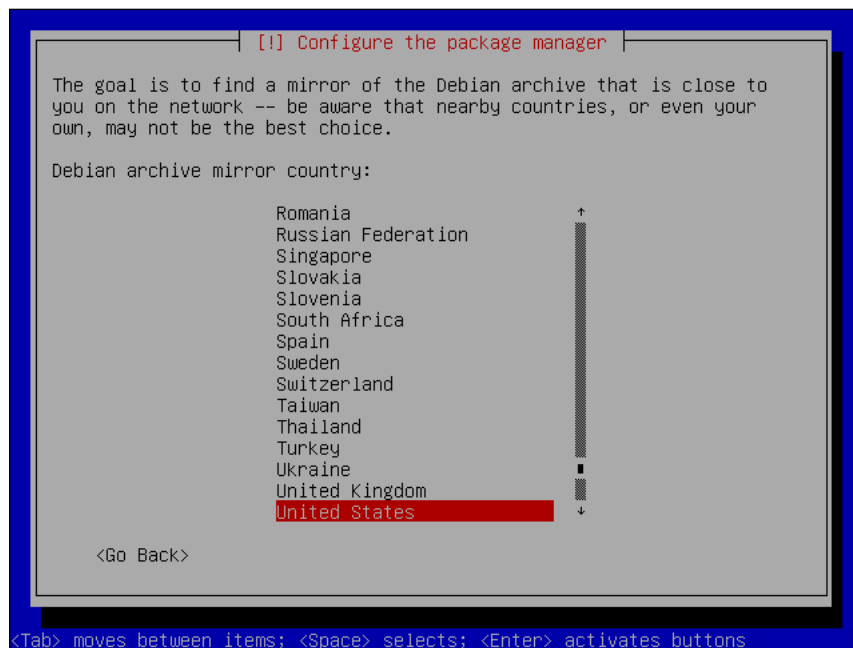 [!] Configure the package manager
The goal is to find a mirror of the Debian archive that is close to
you on the network -- be aware that nearby countries, or even your
own, may not be the best choice.
Debian archive mirror country:
Romania
Russian Federation
Singapore
Slovakia
Slovenia
South Africa
Spain
Sweden
Switzerland
Taiwan
Thailand
Turkey
Ukraine
United Kingdom
United States
<Go Back>
<Tab> moves between items; <Space> selects; <Enter> activates buttons